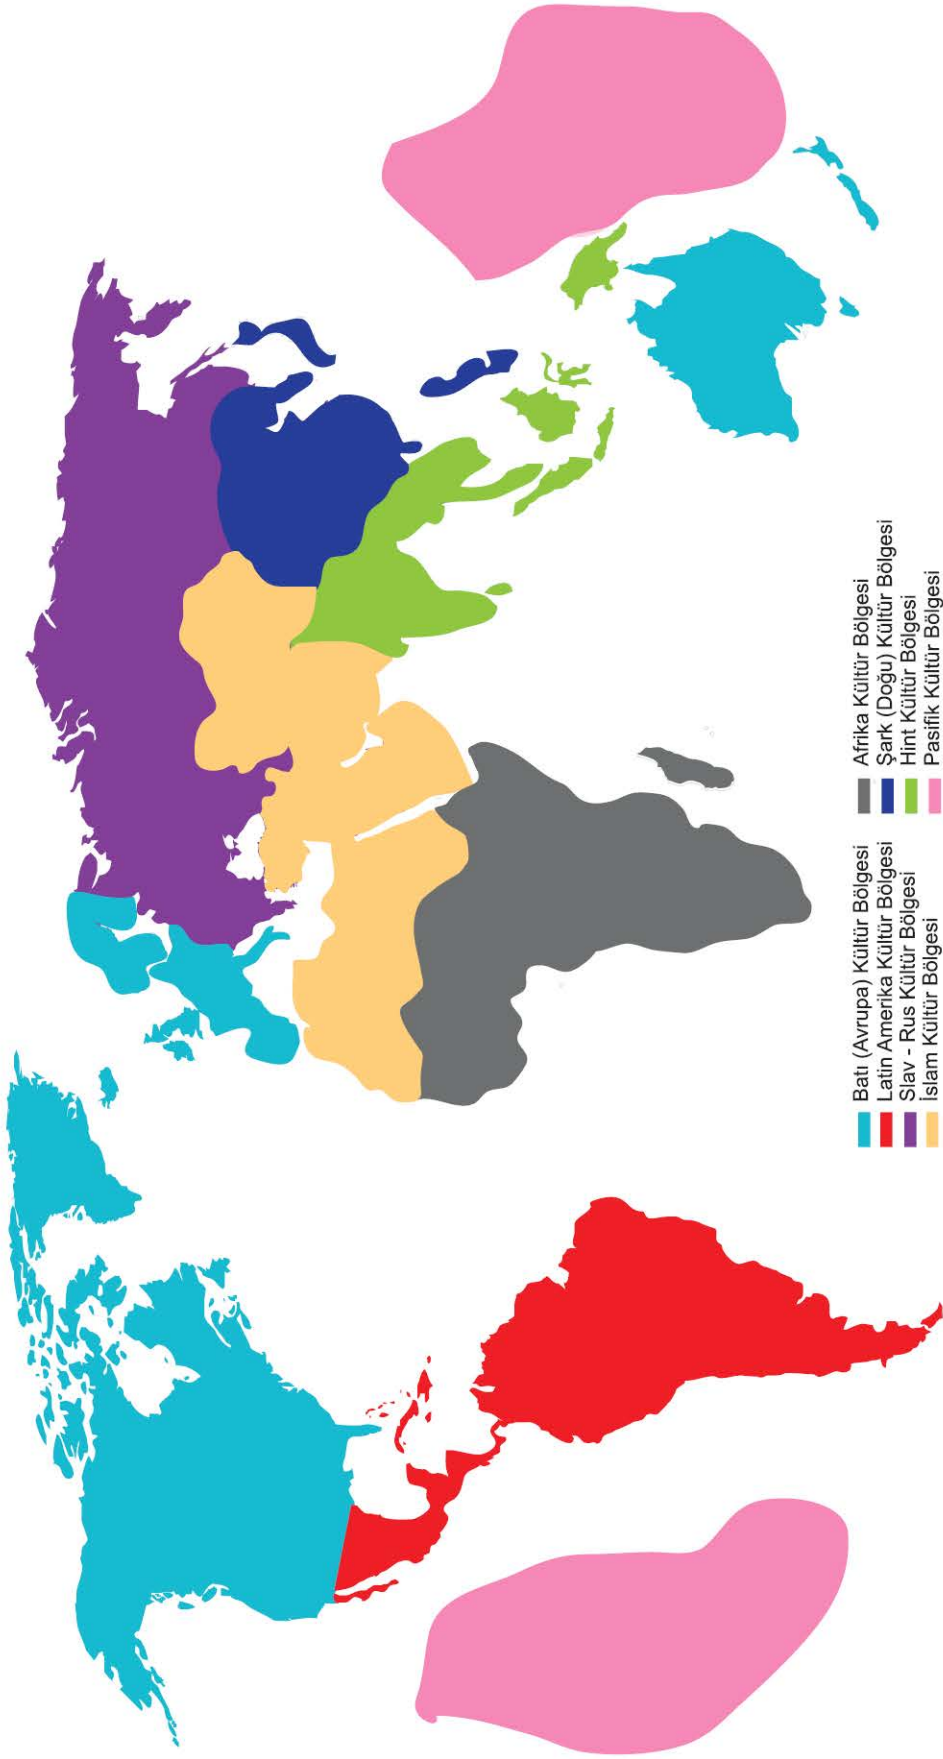 Batı (Avrupa) Kültür Bölgesi
Latin Amerika Kültür Bölgesi
Slav - Rus Kültür Bölgesi
İslam Kültür Bölgesi
Afrika Kültür Bölgesi
Şark (Doğu) Kültür Bölgesi
Hint Kültür Bölgesi
Pasifik Kültür Bölgesi